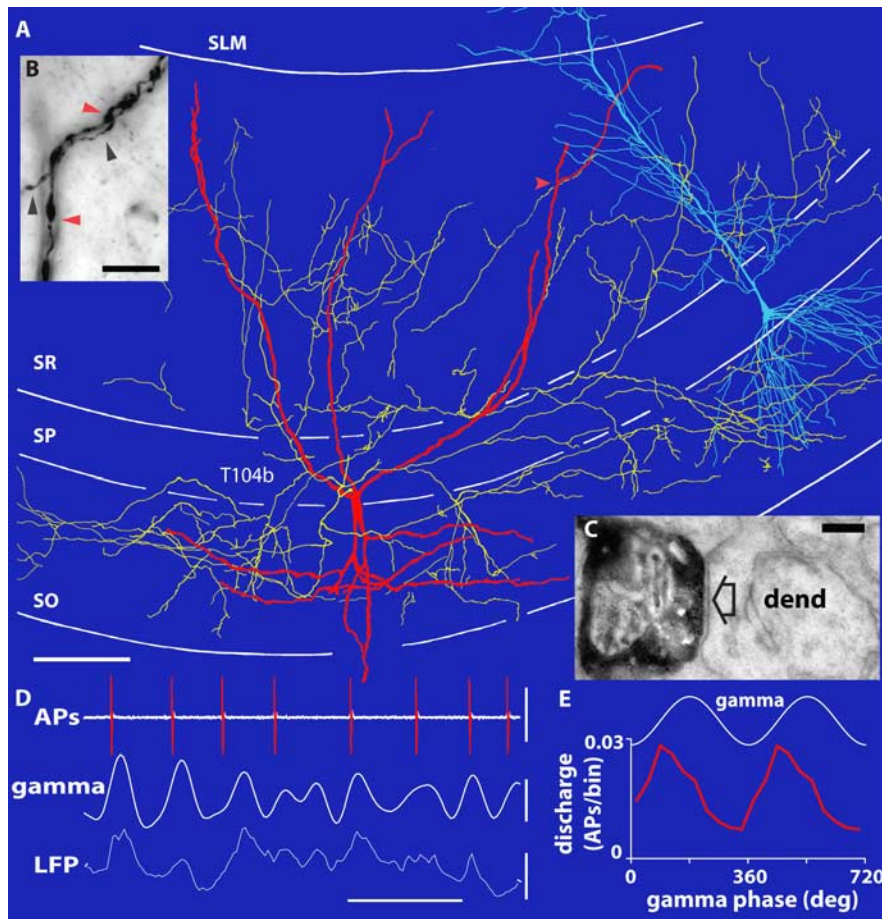 A
SLM
B
SR
SP
T104b
SO
C
dend
D
APs
gamma
LFP
E
gamma
0.03
discharge
(APs/bin)
0
0
360
720
gamma phase (deg)